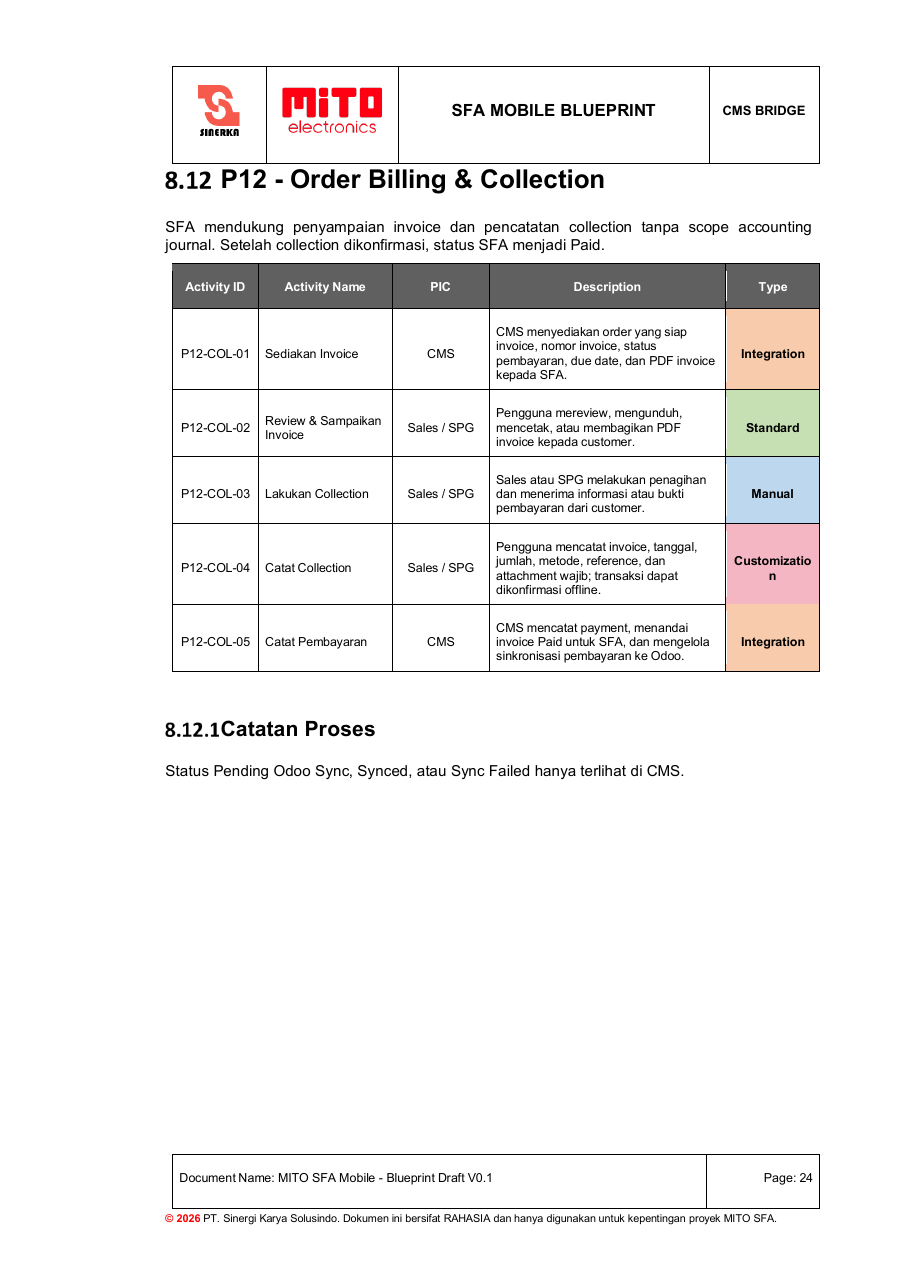 SINERKA
MiTO
electronics
SFA MOBILE BLUEPRINT
CMS BRIDGE
8.12 P12 - Order Billing & Collection
SFA mendukung penyampaian invoice dan pencatatan collection tanpa scope accounting
journal. Setelah collection dikonfirmasi, status SFA menjadi Paid.
Activity ID
Activity Name
PIC
Description
Type
P12-COL-01
Sediakan Invoice
CMS
CMS menyediakan order yang siap
invoice, nomor invoice, status
pembayaran, due date, dan PDF invoice
kepada SFA.
Integration
P12-COL-02
Review & Sampaikan
Invoice
Sales / SPG
Pengguna mereview, mengunduh,
mencetak, atau membagikan PDF
invoice kepada customer.
Standard
P12-COL-03
Lakukan Collection
Sales / SPG
Sales atau SPG melakukan penagihan
dan menerima informasi atau bukti
pembayaran dari customer.
Manual
P12-COL-04
Catat Collection
Sales / SPG
Pengguna mencatat invoice, tanggal,
jumlah, metode, reference, dan
attachment wajib; transaksi dapat
dikonfirmasi offline.
Customizatio
n
P12-COL-05
Catat Pembayaran
CMS
CMS mencatat payment, menandai
invoice Paid untuk SFA, dan mengelola
sinkronisasi pembayaran ke Odoo.
Integration
8.12.1Catatan Proses
Status Pending Odoo Sync, Synced, atau Sync Failed hanya terlihat di CMS.
Document Name: MITO SFA Mobile - Blueprint Draft V0.1
Page: 24
© 2026 PT. Sinergi Karya Solusindo. Dokumen ini bersifat RAHASIA dan hanya digunakan untuk kepentingan proyek MITO SFA.